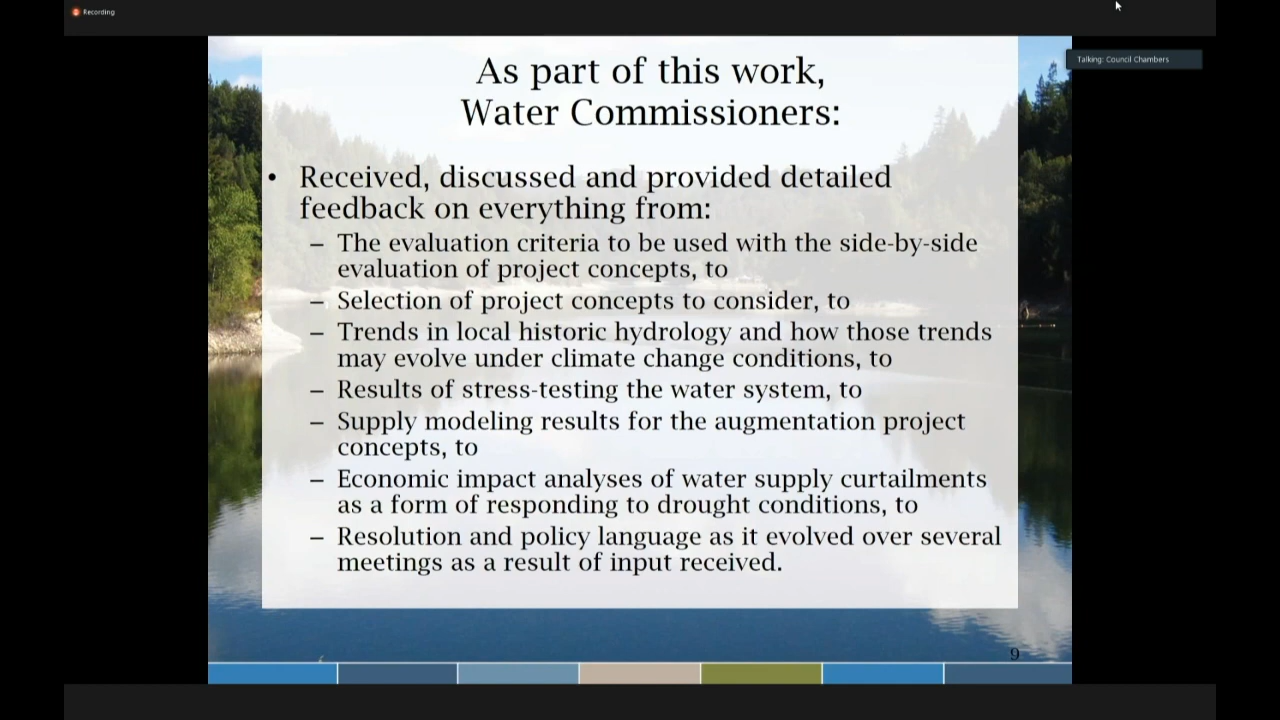 Recording
Talking: Council Chambers
As part of this work,
Water Commissioners:
• Received, discussed and provided detailed
feedback on everything from:
– The evaluation criteria to be used with the side-by-side
evaluation of project concepts, to
– Selection of project concepts to consider, to
– Trends in local historic hydrology and how those trends
may evolve under climate change conditions, to
– Results of stress-testing the water system, to
– Supply modeling results for the augmentation project
concepts, to
– Economic impact analyses of water supply curtailments
as a form of responding to drought conditions, to
– Resolution and policy language as it evolved over several
meetings as a result of input received.
9